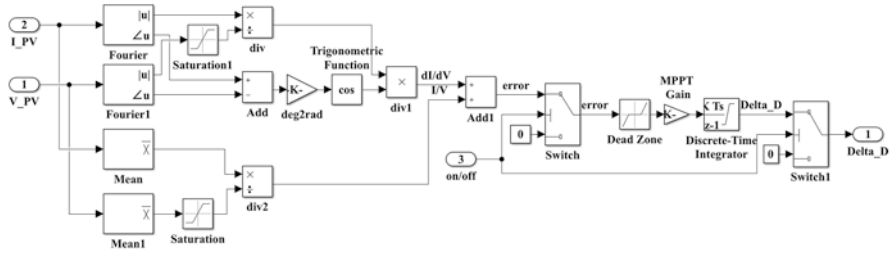 2
I_PV
|u|
∠u
Fourier
Saturation1
×
÷
div
1
V_PV
|u|
∠u
Fourier1
+
−
Add
K-
deg2rad
Trigonometric
Function
cos
×
div1
dI/dV
I/V
+
+
Add1
error
0
Switch
error
Dead Zone
MPPT
Gain
K-
K Ts
z-1
Discrete-Time
Integrator
Delta_D
0
Switch1
1
Delta_D
3
on/off
x
Mean
x
Mean1
Saturation
×
÷
div2